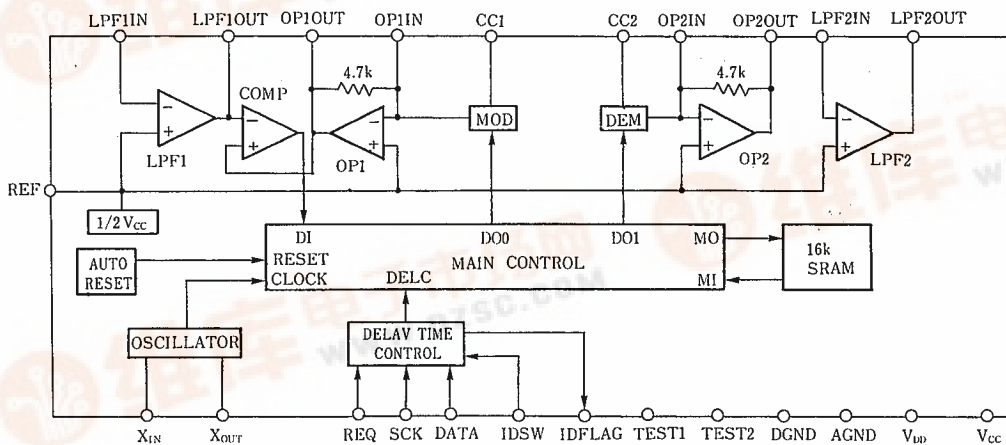 LPF1IN LPF1OUT OP1OUT OP1IN CC1 CC2 OP2IN OP2OUT LPF2IN LPF2OUT
4.7k 4.7k
COMP
MOD DEM
LPF1 OP1 OP2 LPF2
REF
1/2 VCC
DI DO0 DO1 MO
RESET
MAIN CONTROL
CLOCK DELC MI
AUTO
RESET
16k
SRAM
OSCILLATOR
DELAV TIME
CONTROL
XIN XOUT REQ SCK DATA IDSW IDFLAG TEST1 TEST2 DGND AGND VDD VCC